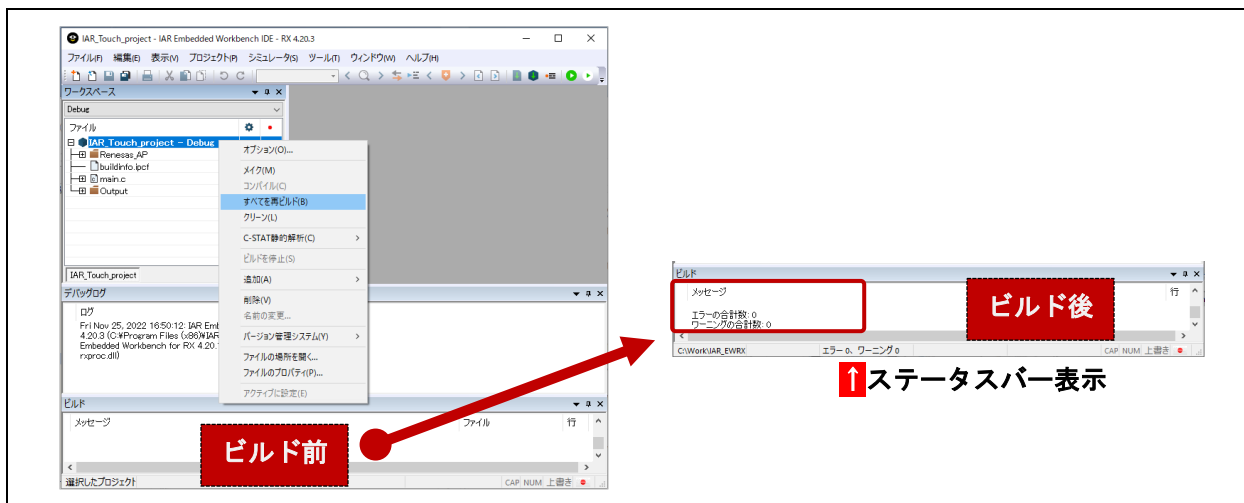 IAR_Touch_project - IAR Embedded Workbench IDE - RX 4.20.3
ファイル(F) 編集(E) 表示(V) プロジェクト(P) シミュレータ(S) ツール(T) ウィンドウ(W) ヘルプ(H)
ワークスペース
Debug
ファイル
IAR_Touch_project - Debug
Renesas_AP
buildinfo.ipcf
main.c
Output
IAR_Touch_project
オプション(O)...
メイク(M)
コンパイル(C)
すべてを再ビルド(B)
クリーン(L)
C-STAT静的解析(C)
ビルドを停止(S)
追加(A)
削除(V)
名前の変更...
バージョン管理システム(Y)
ファイルの場所を開く...
ファイルのプロパティ(P)...
アクティブに設定(E)
デバッグログ
ログ
Fri Nov 25, 2022 16:50:12: IAR Emb
4.20.3 (C:¥Program Files (x86)¥IAR
Embedded Workbench for RX 4.20.
rxproc.dll)
ビルド
メッセージ ファイル 行
ビルド前
選択したプロジェクト CAP NUM 上書き
ビルド
メッセージ 行
エラーの合計数: 0
ワーニングの合計数: 0
ビルド後
C:\Work\IAR_EWRX エラー 0、ワーニング 0 CAP NUM 上書き
↑ステータスバー表示